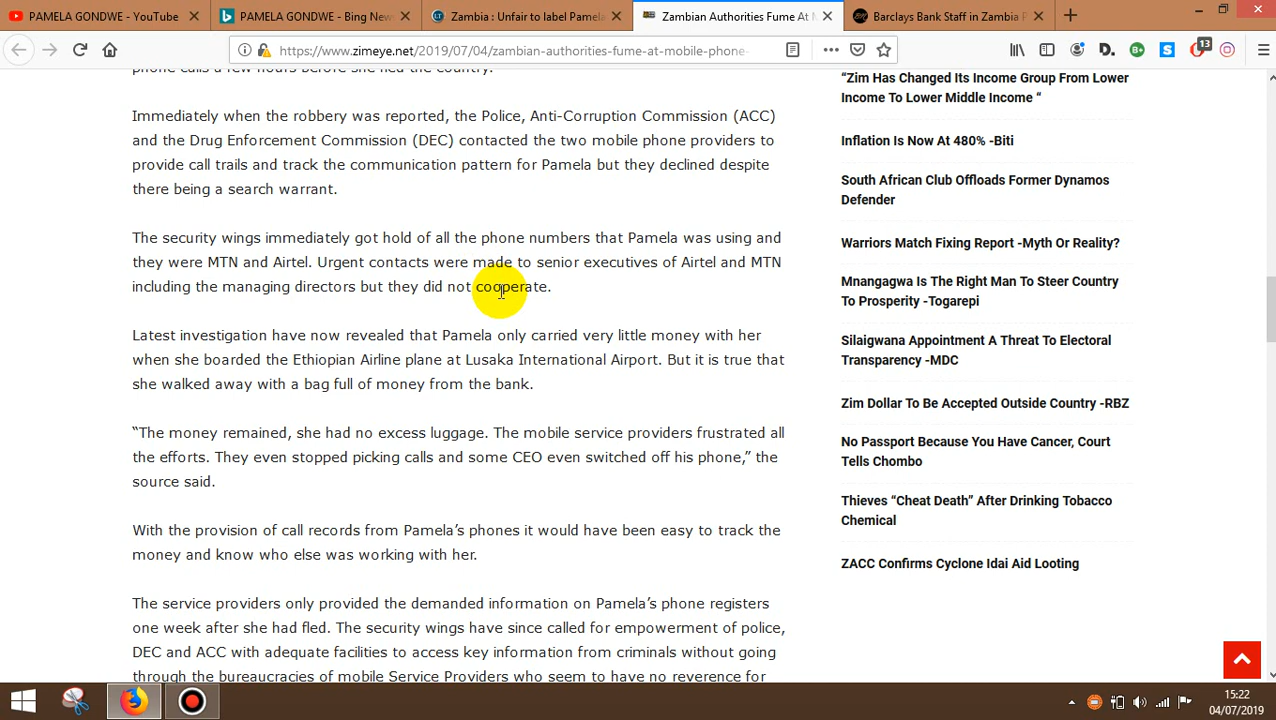 PAMELA GONDWE - YouTube
PAMELA GONDWE - Bing New
Zambia : Unfair to label Pamela
Zambian Authorities Fume At M
Barclays Bank Staff in Zambia P
https://www.zimeye.net/2019/07/04/zambian-authorities-fume-at-mobile-phone-
13
phone calls a few hours before she fled the country.
Immediately when the robbery was reported, the Police, Anti-Corruption Commission (ACC)
and the Drug Enforcement Commission (DEC) contacted the two mobile phone providers to
provide call trails and track the communication pattern for Pamela but they declined despite
there being a search warrant.
The security wings immediately got hold of all the phone numbers that Pamela was using and
they were MTN and Airtel. Urgent contacts were made to senior executives of Airtel and MTN
including the managing directors but they did not cooperate.
Latest investigation have now revealed that Pamela only carried very little money with her
when she boarded the Ethiopian Airline plane at Lusaka International Airport. But it is true that
she walked away with a bag full of money from the bank.
“The money remained, she had no excess luggage. The mobile service providers frustrated all
the efforts. They even stopped picking calls and some CEO even switched off his phone,” the
source said.
With the provision of call records from Pamela’s phones it would have been easy to track the
money and know who else was working with her.
The service providers only provided the demanded information on Pamela’s phone registers
one week after she had fled. The security wings have since called for empowerment of police,
DEC and ACC with adequate facilities to access key information from criminals without going
through the bureaucracies of mobile Service Providers who seem to have no reverence for
“Zim Has Changed Its Income Group From Lower
Income To Lower Middle Income “
Inflation Is Now At 480% -Biti
South African Club Offloads Former Dynamos
Defender
Warriors Match Fixing Report -Myth Or Reality?
Mnangagwa Is The Right Man To Steer Country
To Prosperity -Togarepi
Silaigwana Appointment A Threat To Electoral
Transparency -MDC
Zim Dollar To Be Accepted Outside Country -RBZ
No Passport Because You Have Cancer, Court
Tells Chombo
Thieves “Cheat Death” After Drinking Tobacco
Chemical
ZACC Confirms Cyclone Idai Aid Looting
15:22
04/07/2019